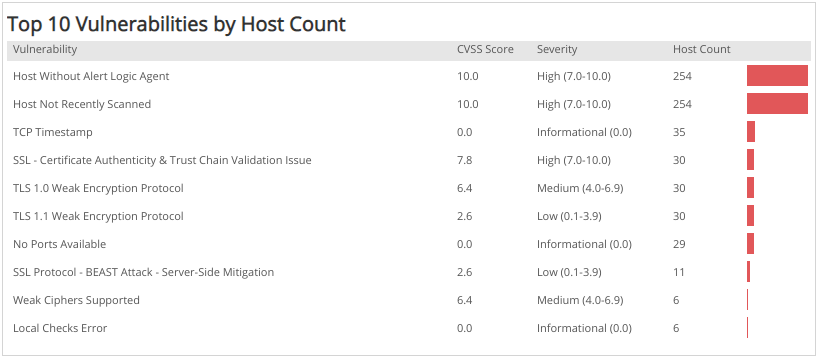 Top 10 Vulnerabilities by Host Count
Vulnerability CVSS Score Severity Host Count
Host Without Alert Logic Agent 10.0 High (7.0-10.0) 254
Host Not Recently Scanned 10.0 High (7.0-10.0) 254
TCP Timestamp 0.0 Informational (0.0) 35
SSL - Certificate Authenticity & Trust Chain Validation Issue 7.8 High (7.0-10.0) 30
TLS 1.0 Weak Encryption Protocol 6.4 Medium (4.0-6.9) 30
TLS 1.1 Weak Encryption Protocol 2.6 Low (0.1-3.9) 30
No Ports Available 0.0 Informational (0.0) 29
SSL Protocol - BEAST Attack - Server-Side Mitigation 2.6 Low (0.1-3.9) 11
Weak Ciphers Supported 6.4 Medium (4.0-6.9) 6
Local Checks Error 0.0 Informational (0.0) 6